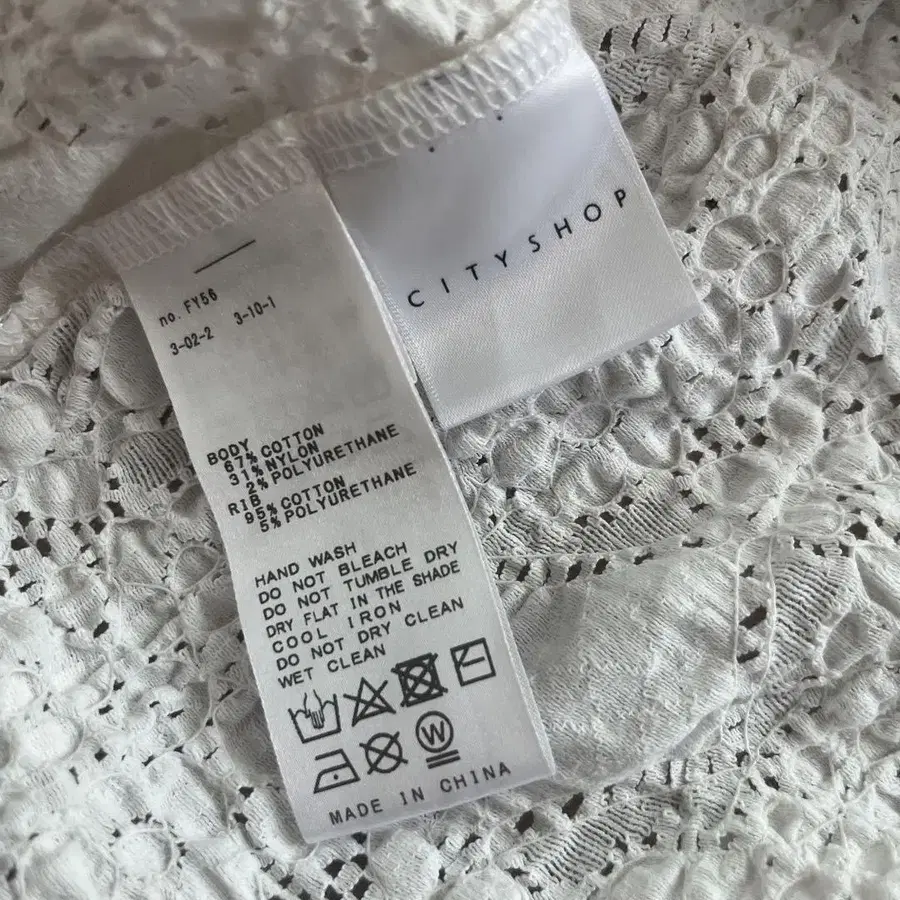 CITYSHOP
no. FY56
3-02-2 3-10-1
BODY
67% COTTON
31% NYLON
2% POLYURETHANE
RIB
95% COTTON
5% POLYURETHANE
HAND WASH
DO NOT BLEACH
DO NOT TUMBLE DRY
DRY FLAT IN THE SHADE
COOL IRON
DO NOT DRY CLEAN
WET CLEAN
W
MADE IN CHINA